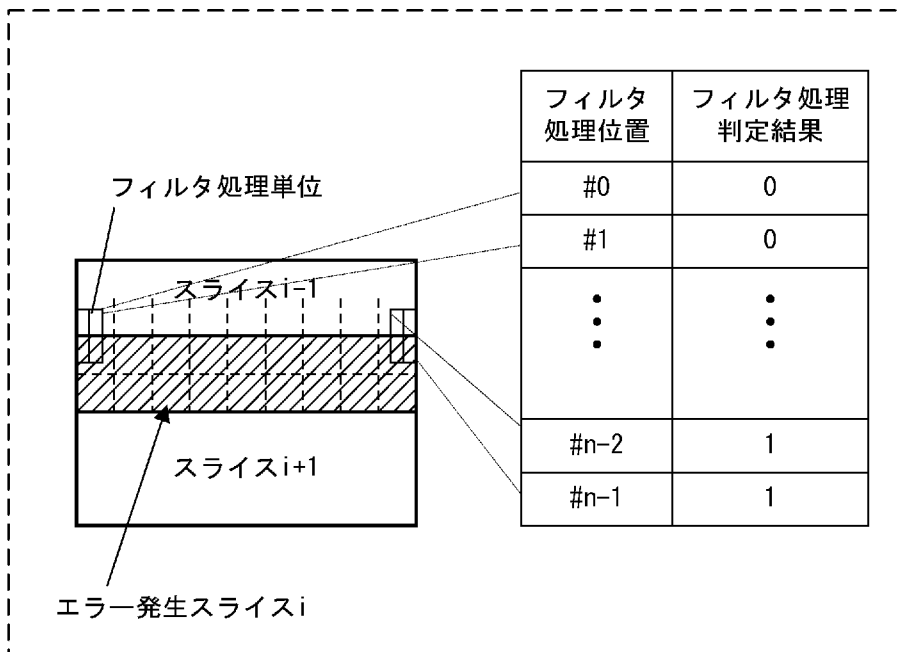 フィルタ処理単位
スライスi-1
スライスi+1
エラー発生スライスi
フィルタ
処理位置
フィルタ処理
判定結果
#0 0
#1 0
#n-2 1
#n-1 1